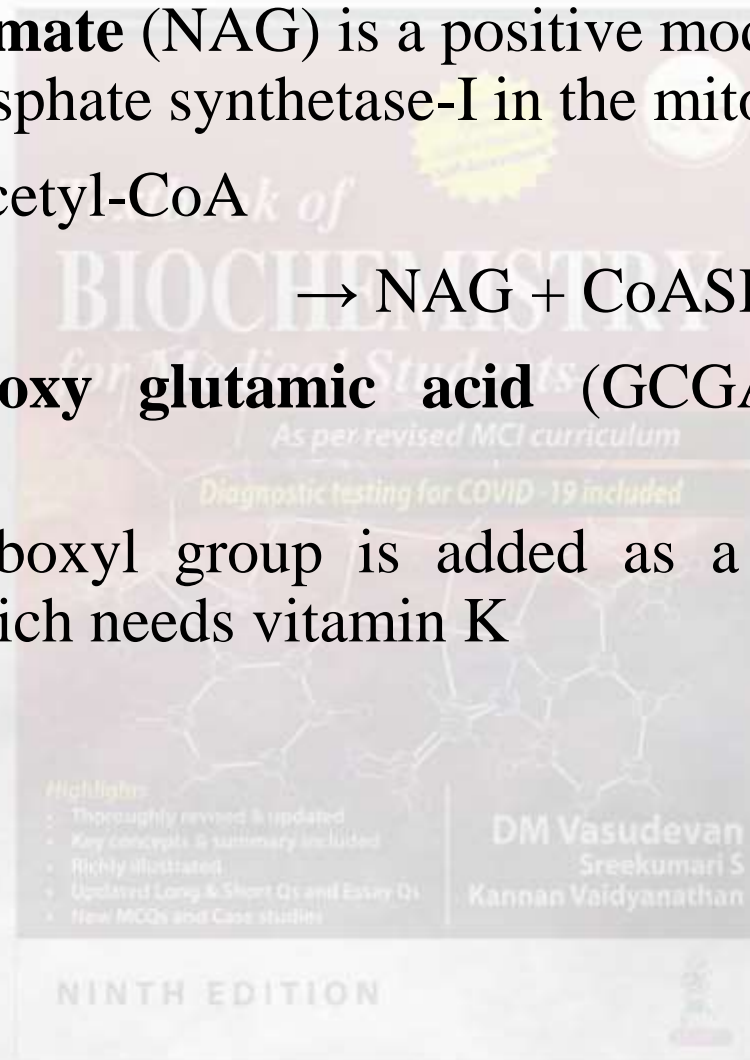 mate (NAG) is a positive mod
sphate synthetase-I in the mito
cetyl-CoA
→ NAG + CoASH
oxy glutamic acid (GCGA
boxyl group is added as a
ich needs vitamin K
k of
BIOCHEMISTRY
for Medical Students
As per revised MCI curriculum
Diagnostic testing for COVID -19 included
Highlights
• Thoroughly revised & updated
• Key concepts & summary included
• Richly illustrated
• Updated Long & Short Qs and Essay Qs
• New MCQs and Case studies
DM Vasudevan
Sreekumari S
Kannan Vaidyanathan
NINTH EDITION